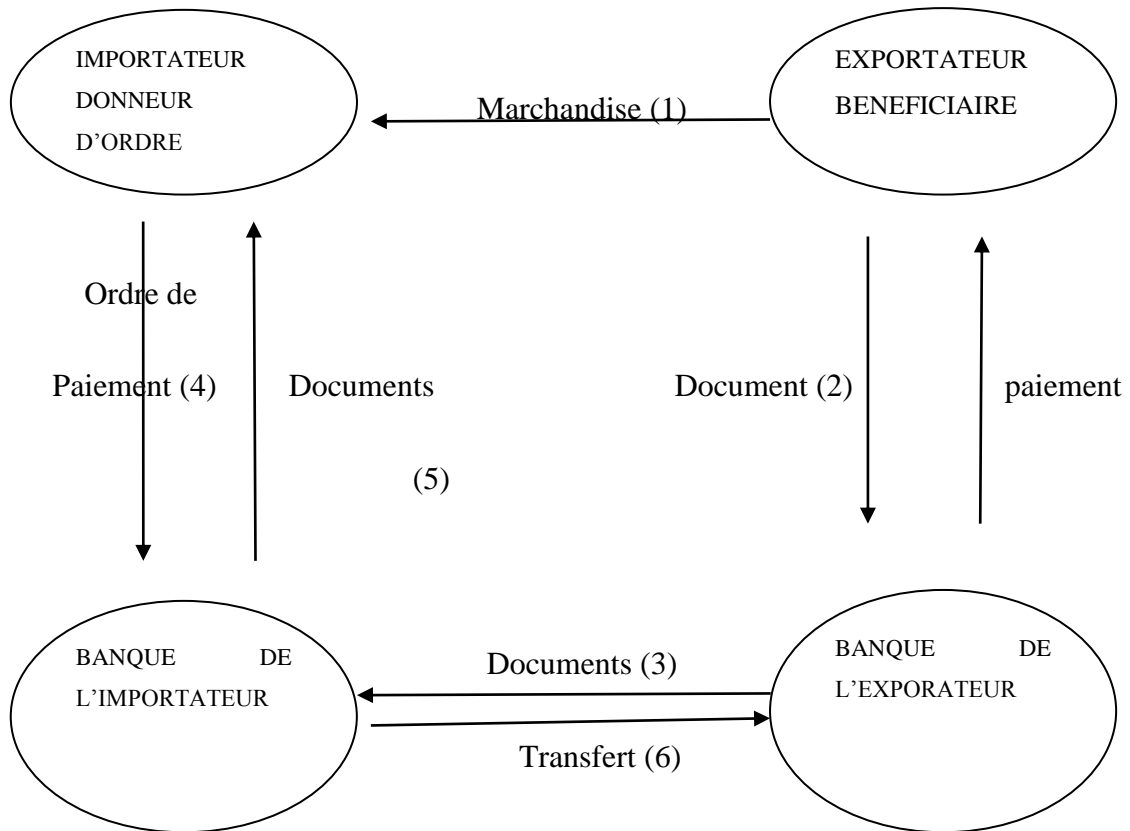 IMPORTATEUR
DONNEUR
D’ORDRE
EXPORTATEUR
BENEFICIAIRE
Marchandise (1)
Ordre de
Paiement (4)
Documents
(5)
Document (2)
paiement
BANQUE DE
L’IMPORTATEUR
Documents (3)
Transfert (6)
BANQUE DE
L’EXPORATEUR